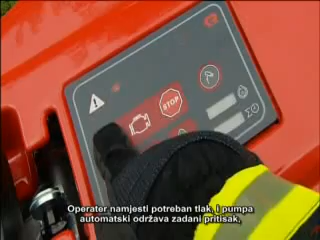 STOP
Operater namjesti potreban tlak, i pumpa
automatski održava zadani pritisak,